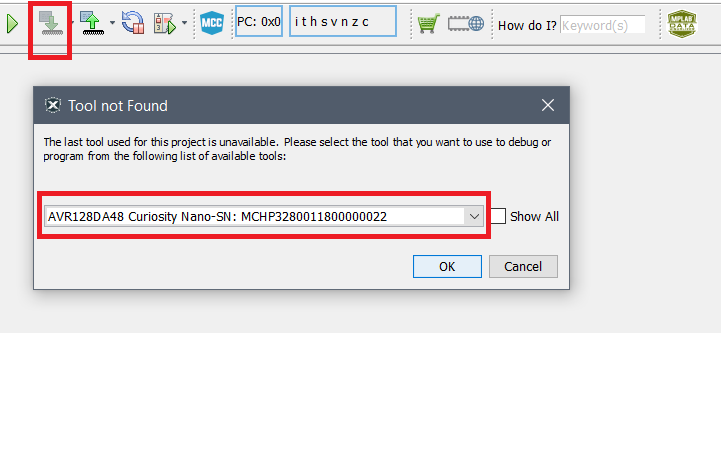 MCC
PC: 0x0
i t h s v n z c
How do I?
Keyword(s)
MPLAB
DATA
Tool not Found
The last tool used for this project is unavailable. Please select the tool that you want to use to debug or
program from the following list of available tools:
AVR128DA48 Curiosity Nano-SN: MCHP3280011800000022
Show All
OK
Cancel